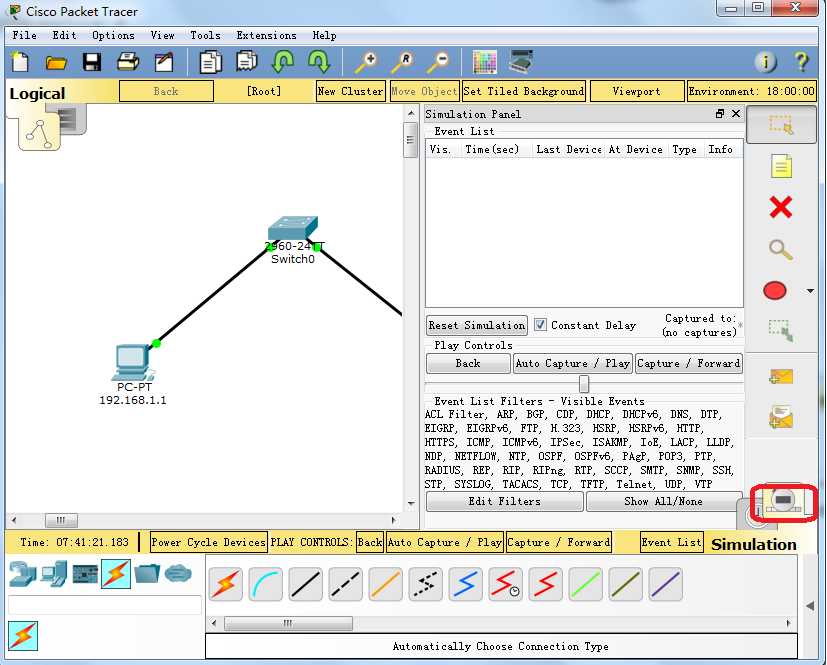 Cisco Packet Tracer
File Edit Options View Tools Extensions Help
Logical
Back [Root] New Cluster Move Object Set Tiled Background Viewport Environment: 18:00:00
Simulation Panel
Event List
Vis. Time(sec) Last Device At Device Type Info
2960-24TT
Switch0
PC-PT
192.168.1.1
Reset Simulation Constant Delay Captured to:
(no captures)
Play Controls
Back Auto Capture / Play Capture / Forward
Event List Filters - Visible Events
ACL Filter, ARP, BGP, CDP, DHCP, DHCPv6, DNS, DTP,
EIGRP, EIGRPv6, FTP, H.323, HSRP, HSRPv6, HTTP,
HTTPS, ICMP, ICMPv6, IPSec, ISAKMP, IoE, LACP, LLDP,
NDP, NETFLOW, NTP, OSPF, OSPFv6, PAgP, POP3, PTP,
RADIUS, REP, RIP, RIPng, RTP, SCCP, SMTP, SNMP, SSH,
STP, SYSLOG, TACACS, TCP, TFTP, Telnet, UDP, VTP
Edit Filters Show All/None
Time: 07:41:21.183 Power Cycle Devices PLAY CONTROLS: Back Auto Capture / Play Capture / Forward Event List Simulation
Automatically Choose Connection Type